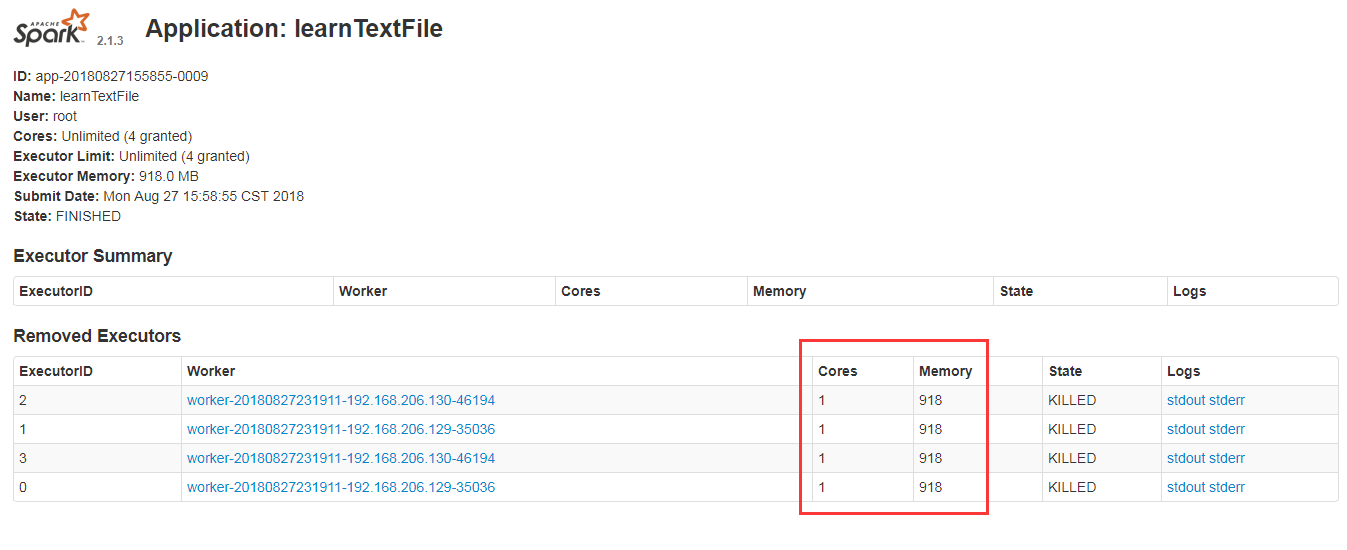 APACHE
Spark 2.1.3 Application: learnTextFile
ID: app-20180827155855-0009
Name: learnTextFile
User: root
Cores: Unlimited (4 granted)
Executor Limit: Unlimited (4 granted)
Executor Memory: 918.0 MB
Submit Date: Mon Aug 27 15:58:55 CST 2018
State: FINISHED
Executor Summary
ExecutorID Worker Cores Memory State Logs
Removed Executors
ExecutorID Worker Cores Memory State Logs
2 worker-20180827231911-192.168.206.130-46194 1 918 KILLED stdout stderr
1 worker-20180827231911-192.168.206.129-35036 1 918 KILLED stdout stderr
3 worker-20180827231911-192.168.206.130-46194 1 918 KILLED stdout stderr
0 worker-20180827231911-192.168.206.129-35036 1 918 KILLED stdout stderr